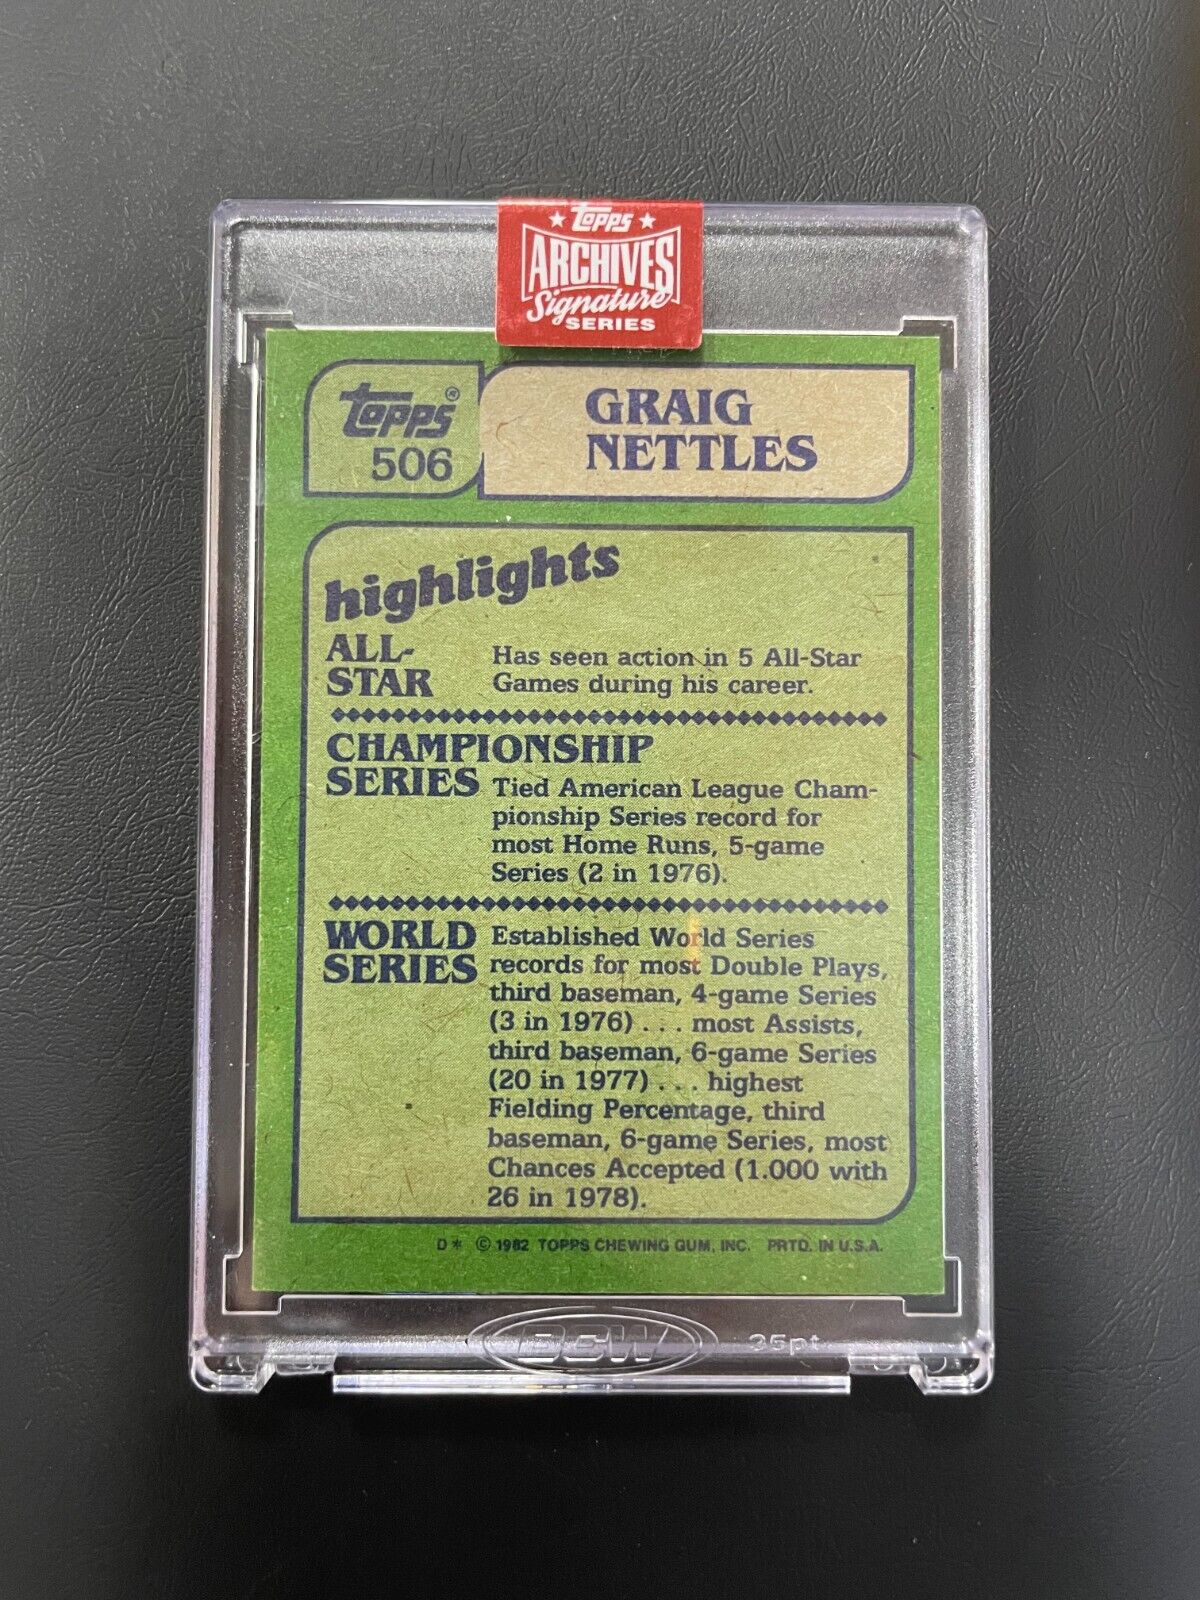 Topps
ARCHIVES
Signature
SERIES
Topps®
506
GRAIG
NETTLES
highlights
ALL-
STAR
Has seen action in 5 All-Star
Games during his career.
CHAMPIONSHIP
SERIES
Tied American League Cham-
pionship Series record for
most Home Runs, 5-game
Series (2 in 1976).
WORLD
SERIES
Established World Series
records for most Double Plays,
third baseman, 4-game Series
(3 in 1976) . . . most Assists,
third baseman, 6-game Series
(20 in 1977) . . . highest
Fielding Percentage, third
baseman, 6-game Series, most
Chances Accepted (1.000 with
26 in 1978).
D* © 1982 TOPPS CHEWING GUM, INC. PRTD. IN U.S.A.
BCW 35pt